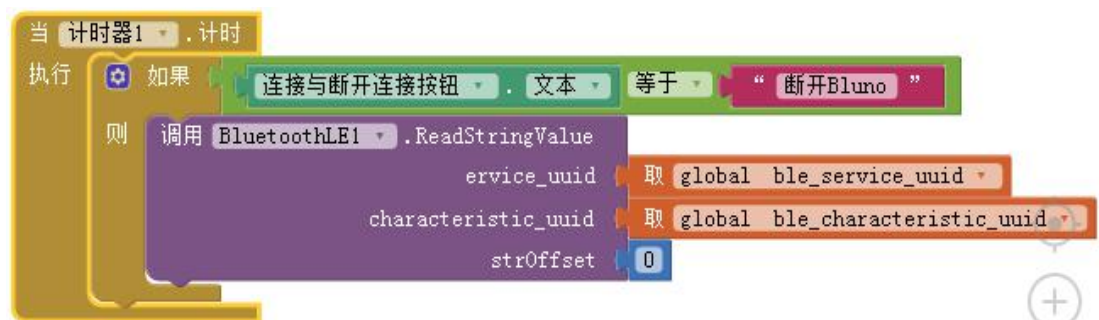 当 计时器1 . 计时
执行 如果 连接与断开连接按钮 . 文本 等于 “ 断开Bluno ”
则 调用 BluetoothLE1 .ReadStringValue
ervice_uuid 取 global ble_service_uuid
characteristic_uuid 取 global ble_characteristic_uuid
strOffset 0